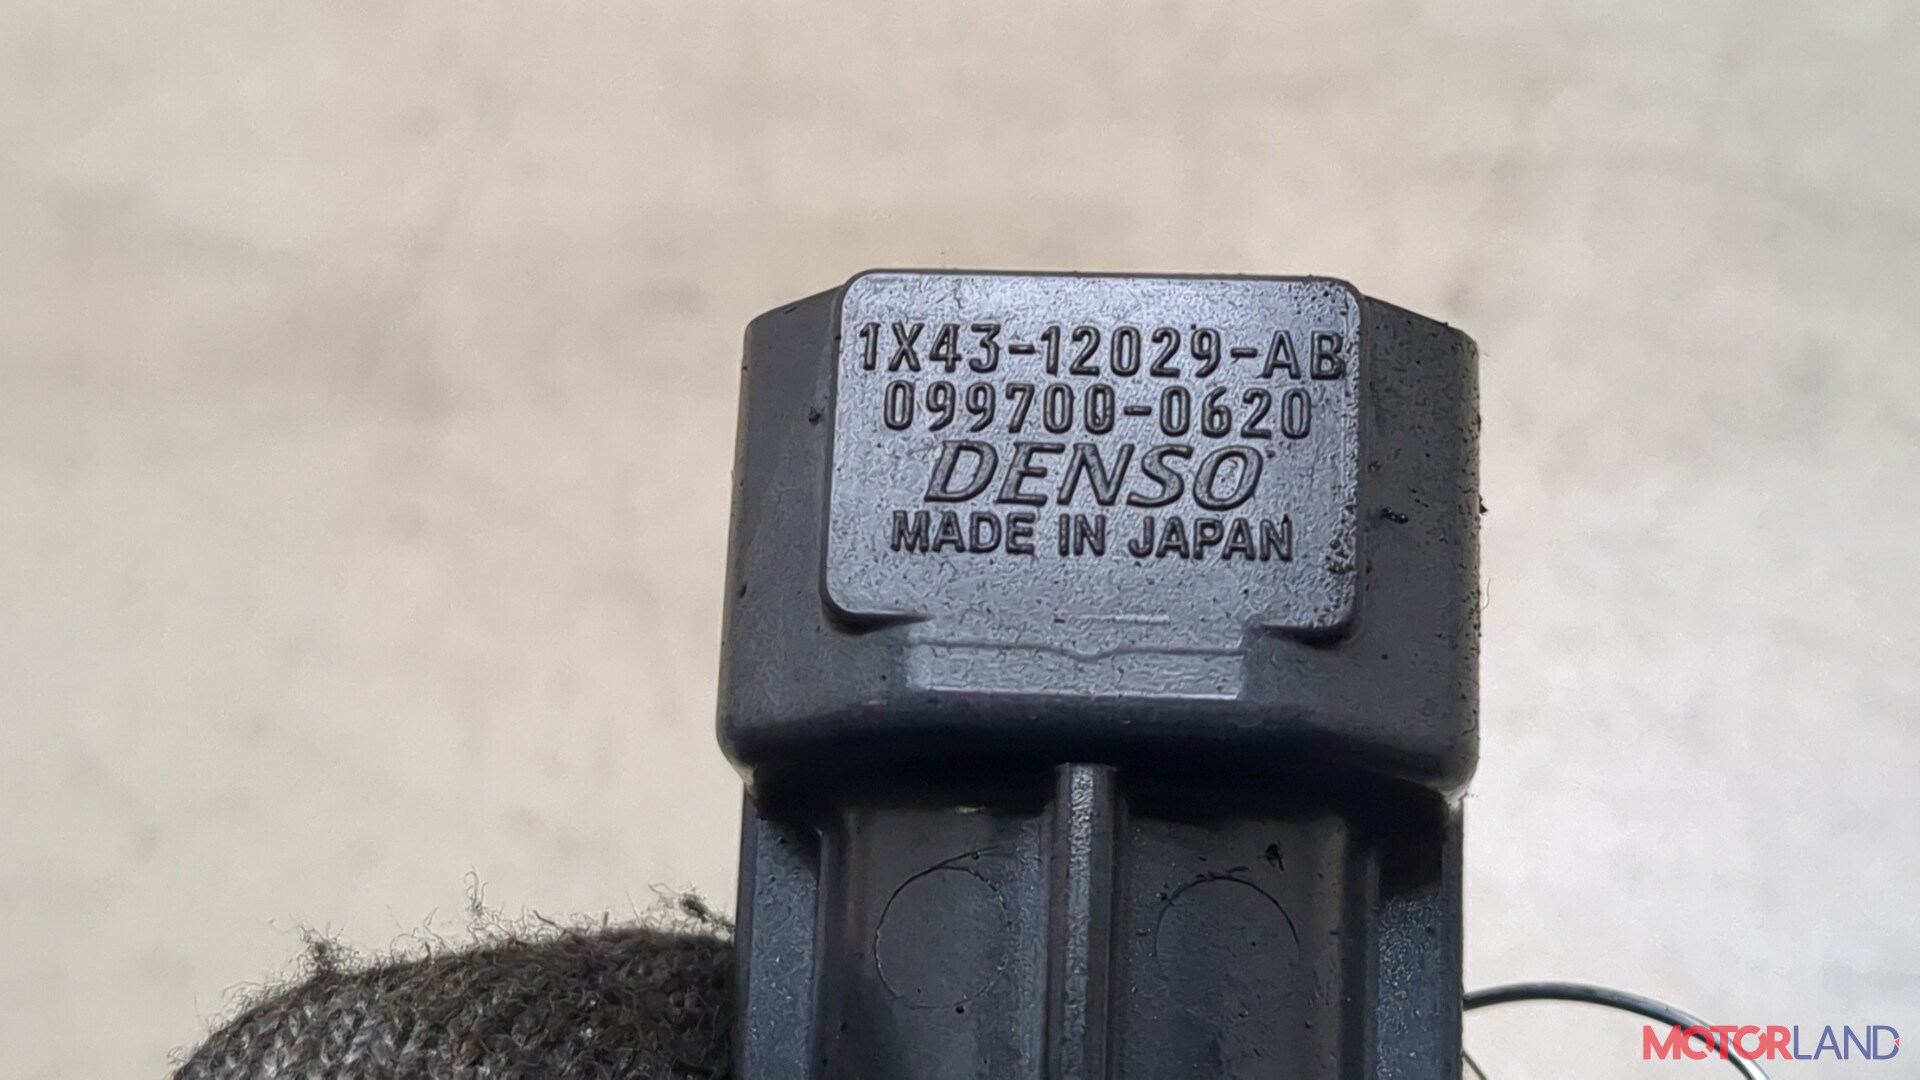 1X43-12029-AB
099700-0620
DENSO
MADE IN JAPAN
MOTORLAND